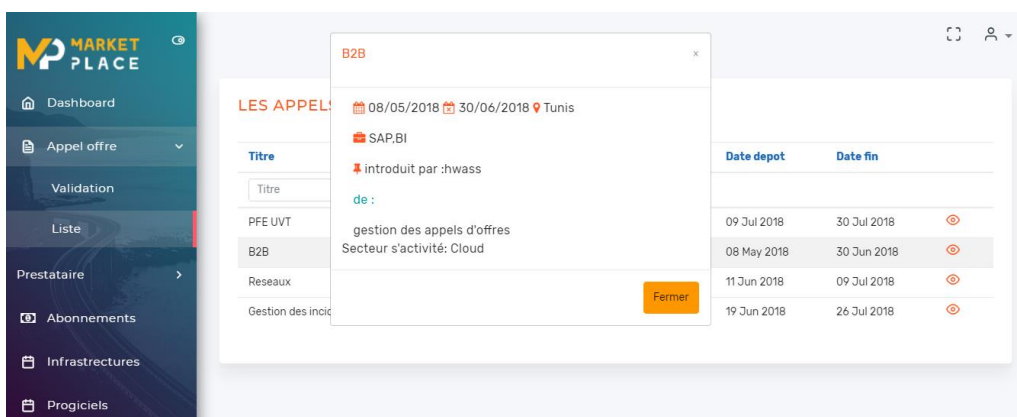 MARKET
PLACE
Dashboard
Appel offre
Validation
Liste
Prestataire
Abonnements
Infrastrectures
Progiciels
B2B
×
08/05/2018 30/06/2018 Tunis
SAP,BI
introduit par :hwass
de :
gestion des appels d'offres
Secteur s'activité: Cloud
Fermer
LES APPELS
Titre Date depot Date fin
Titre
PFE UVT 09 Jul 2018 30 Jul 2018
B2B 08 May 2018 30 Jun 2018
Reseaux 11 Jun 2018 09 Jul 2018
Gestion des 19 Jun 2018 26 Jul 2018